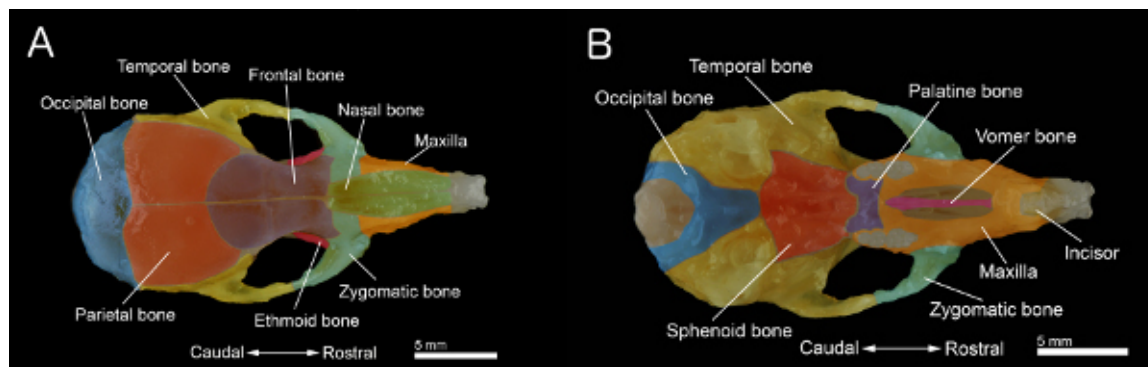 A
Temporal bone
Frontal bone
Occipital bone
Nasal bone
Maxilla
Parietal bone
Ethmoid bone
Zygomatic bone
Caudal
Rostral
5 mm
B
Temporal bone
Palatine bone
Occipital bone
Vomer bone
Incisor
Maxilla
Zygomatic bone
Sphenoid bone
Caudal
Rostral
5 mm